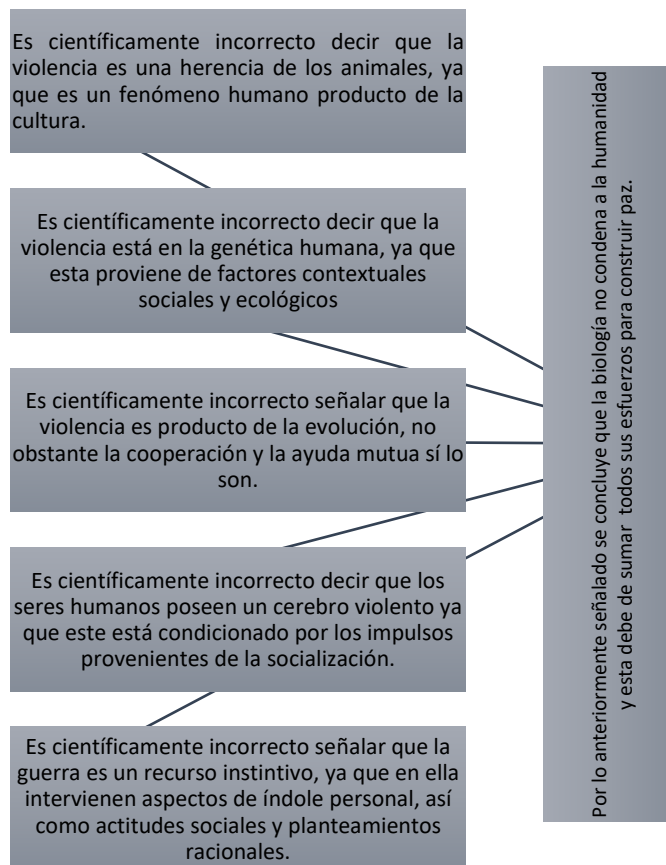 Es científicamente incorrecto decir que la
violencia es una herencia de los animales, ya
que es un fenómeno humano producto de la
cultura.
Es científicamente incorrecto decir que la
violencia está en la genética humana, ya que
esta proviene de factores contextuales
sociales y ecológicos
Es científicamente incorrecto señalar que la
violencia es producto de la evolución, no
obstante la cooperación y la ayuda mutua sí lo
son.
Es científicamente incorrecto decir que los
seres humanos poseen un cerebro violento ya
que este está condicionado por los impulsos
provenientes de la socialización.
Es científicamente incorrecto señalar que la
guerra es un recurso instintivo, ya que en ella
intervienen aspectos de índole personal, así
como actitudes sociales y planteamientos
racionales.
Por lo anteriormente señalado se concluye que la biología no condena a la humanidad
y esta debe de sumar todos sus esfuerzos para construir paz.